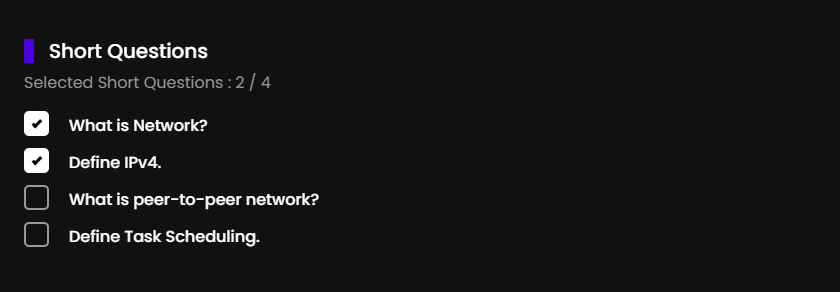 Short Questions
Selected Short Questions : 2 / 4
What is Network?
Define IPv4.
What is peer-to-peer network?
Define Task Scheduling.